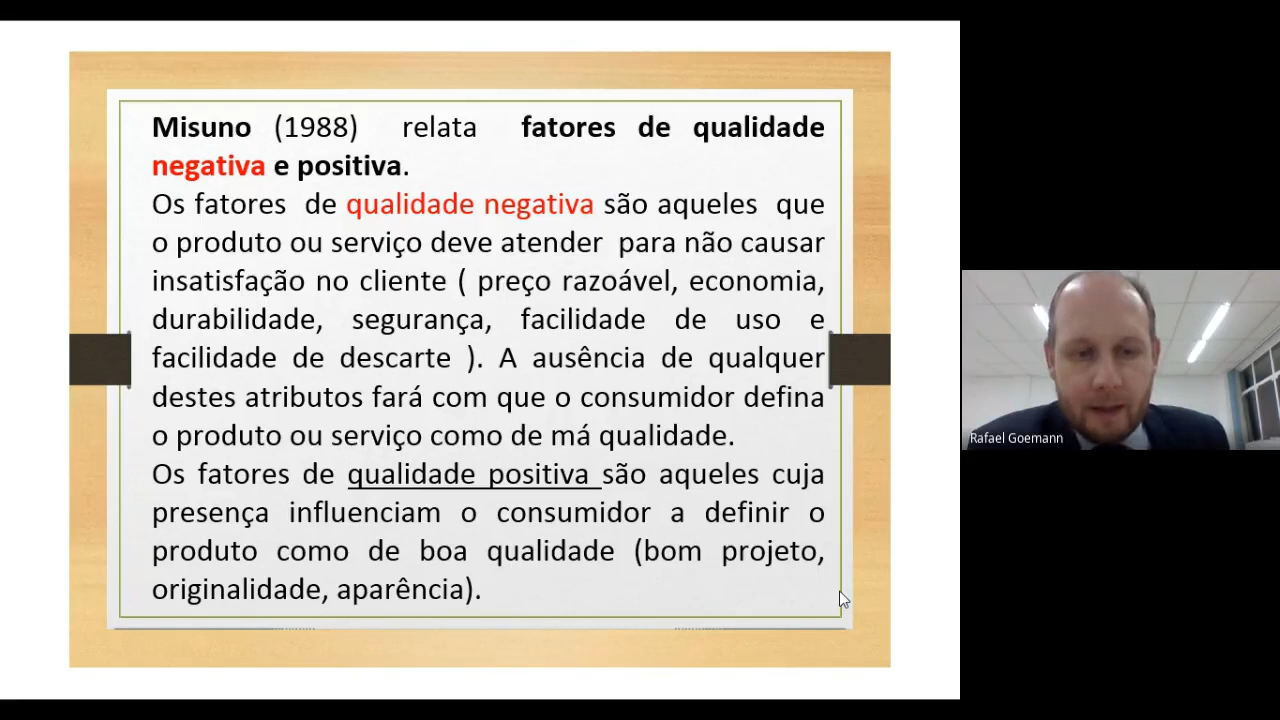 Misuno (1988) relata fatores de qualidade
negativa e positiva.
Os fatores de qualidade negativa são aqueles que
o produto ou serviço deve atender para não causar
insatisfação no cliente ( preço razoável, economia,
durabilidade, segurança, facilidade de uso e
facilidade de descarte ). A ausência de qualquer
destes atributos fará com que o consumidor defina
o produto ou serviço como de má qualidade.
Os fatores de qualidade positiva são aqueles cuja
presença influenciam o consumidor a definir o
produto como de boa qualidade (bom projeto,
originalidade, aparência).
Rafael Goemann